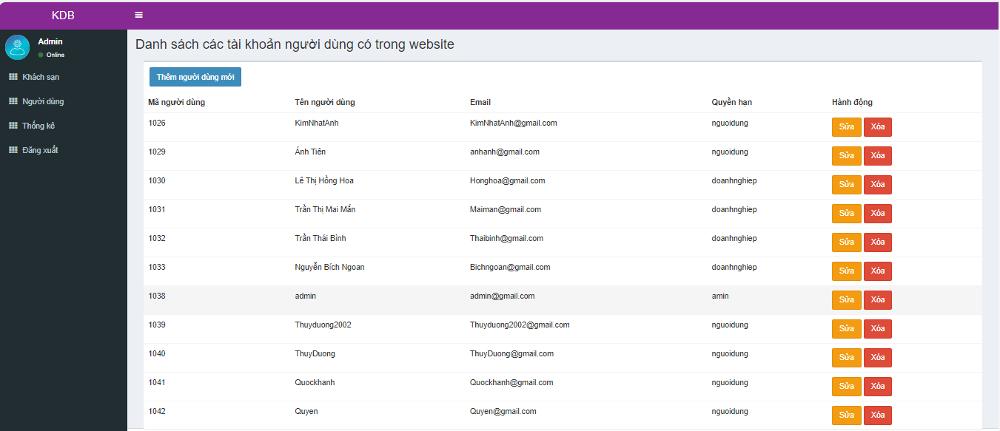 KDB
Admin
Online
Khách sạn
Người dùng
Thống kê
Đăng xuất
Danh sách các tài khoản người dùng có trong website
Thêm người dùng mới
Mã người dùng Tên người dùng Email Quyền hạn Hành động
1026 KimNhatAnh KimNhatAnh@gmail.com nguoidung Sửa Xóa
1029 Ánh Tiên anhanh@gmail.com nguoidung Sửa Xóa
1030 Lê Thị Hồng Hoa Honghoa@gmail.com doanhnghiep Sửa Xóa
1031 Trần Thị Mai Mắn Maiman@gmail.com doanhnghiep Sửa Xóa
1032 Trần Thái Bình Thaibinh@gmail.com doanhnghiep Sửa Xóa
1033 Nguyễn Bích Ngoan Bichngoan@gmail.com doanhnghiep Sửa Xóa
1038 admin admin@gmail.com amin Sửa Xóa
1039 Thuyduong2002 Thuyduong2002@gmail.com nguoidung Sửa Xóa
1040 ThuyDuong ThuyDuong@gmail.com nguoidung Sửa Xóa
1041 Quockhanh Quockhanh@gmail.com nguoidung Sửa Xóa
1042 Quyen Quyen@gmail.com nguoidung Sửa Xóa